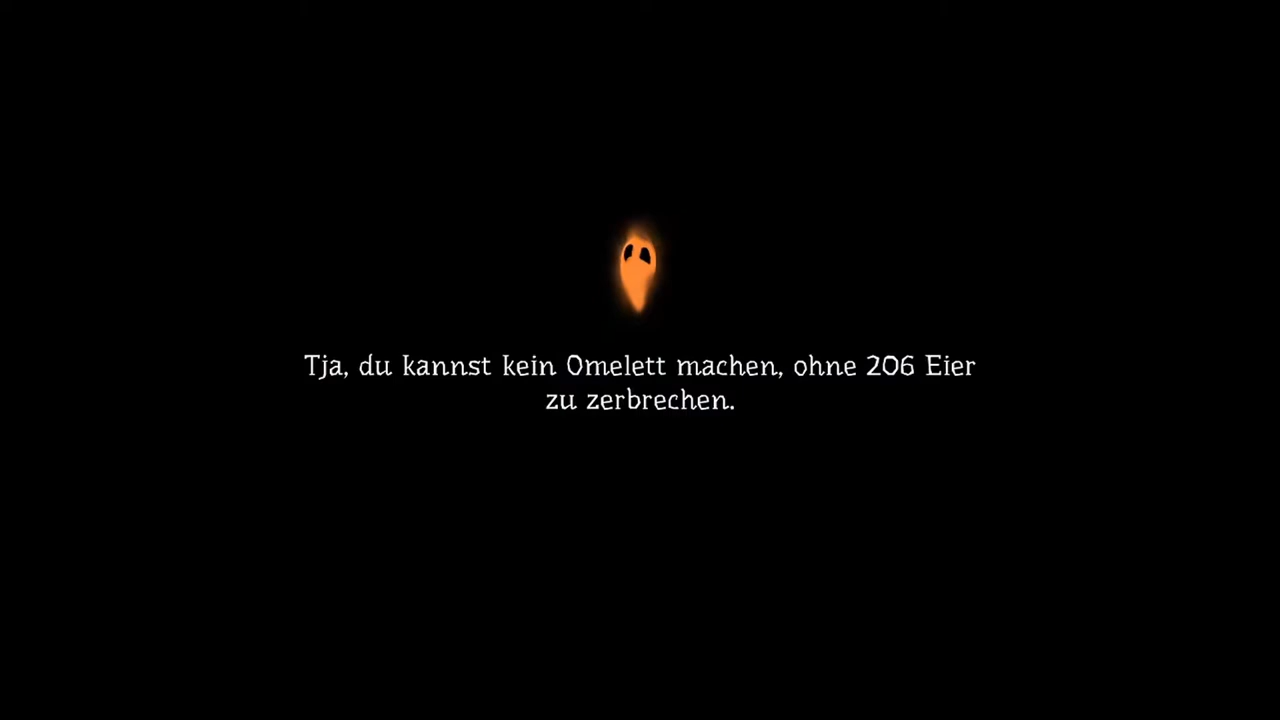 Tja, du kannst kein Omelett machen, ohne 206 Eier
zu zerbrechen.